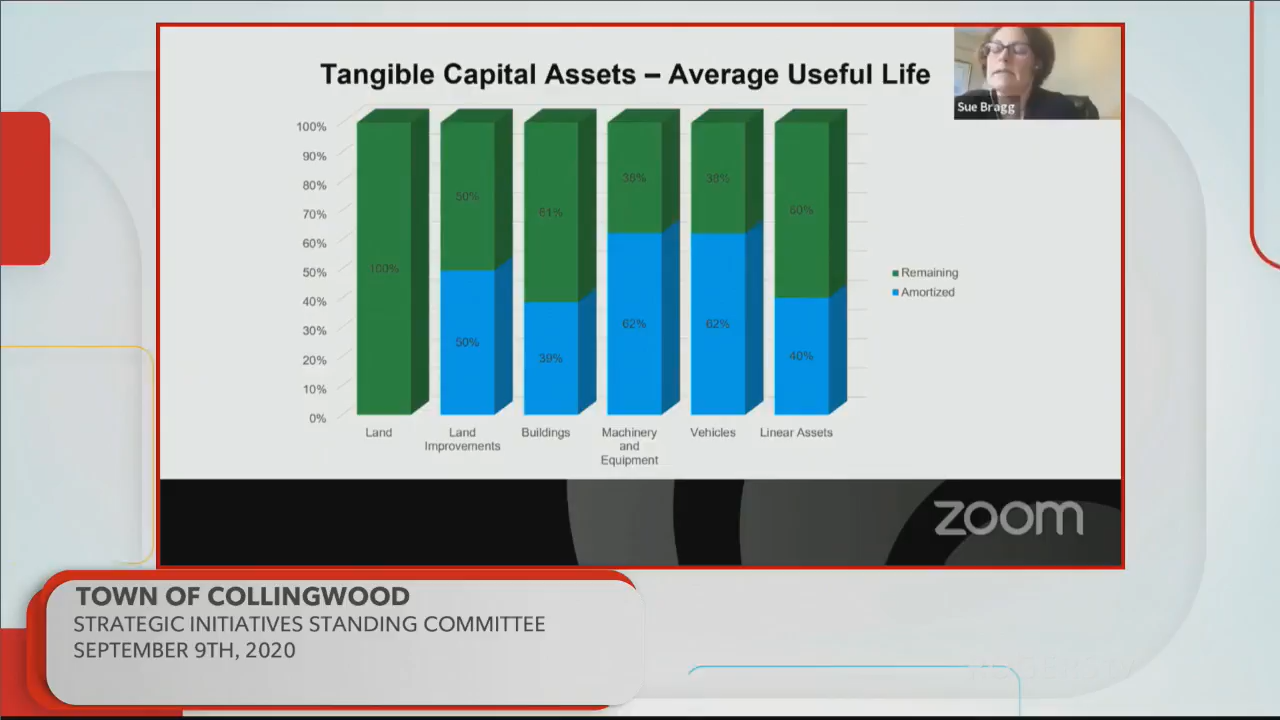 Tangible Capital Assets – Average Useful Life
Sue Bragg
100%
90%
80%
70%
60%
50%
40%
30%
20%
10%
0%
100%
50%
50%
61%
39%
38%
62%
38%
62%
60%
40%
Land
Land
Improvements
Buildings
Machinery
and
Equipment
Vehicles
Linear Assets
Remaining
Amortized
zoom
TOWN OF COLLINGWOOD
STRATEGIC INITIATIVES STANDING COMMITTEE
SEPTEMBER 9TH, 2020